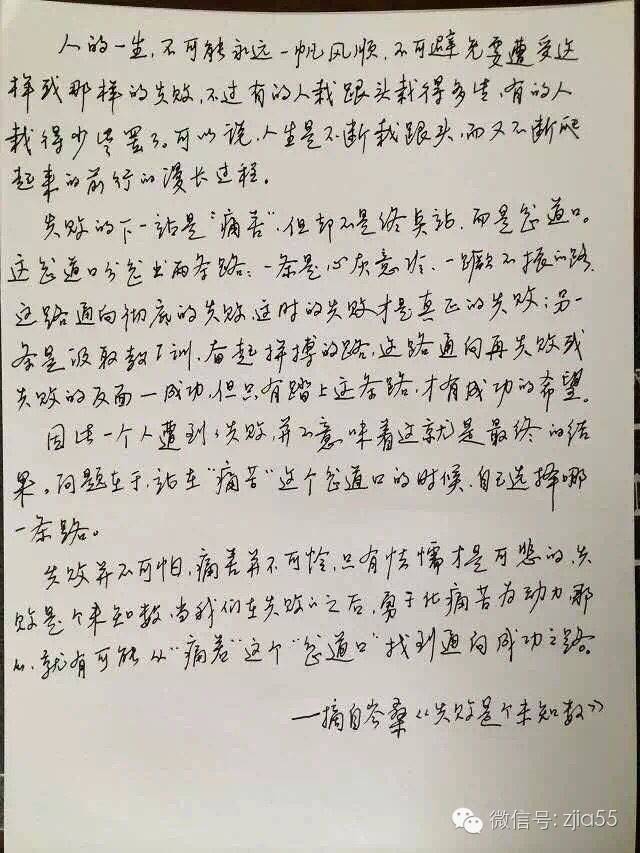 人的一生，不可能永远一帆风顺，不可避免要遭受这
样或那样的失败，不过有的人栽跟头栽得多些，有的人
栽得少些罢了。可以说，人生是不断栽跟头，而又不断爬
起来的前行的漫长过程。
失败的下一站是“痛苦”，但却不是终点站，而是岔道口。
这岔道口分岔出两条路：一条是心灰意冷、一蹶不振的路，
这路通向彻底的失败，这时的失败才是真正的失败；另一
条是汲取教训、奋起拼搏的路，这路通向再失败或
失败的反面—成功，但只有踏上这条路，才有成功的希望。
因此一个人遭到了失败，并不意味着这就是最终的结
果。问题在于，站在“痛苦”这个岔道口的时候，自己选择哪
一条路。
失败并不可怕，痛苦并不可怜，只有怯懦才是可悲的，失
败是个未知数，当我们在失败了之后，勇于化痛苦为动力，那
么，就有可能从“痛苦”这个“岔道口”找到通向成功之路。
—摘自岑桑《失败是个未知数》
微信号: zjia55